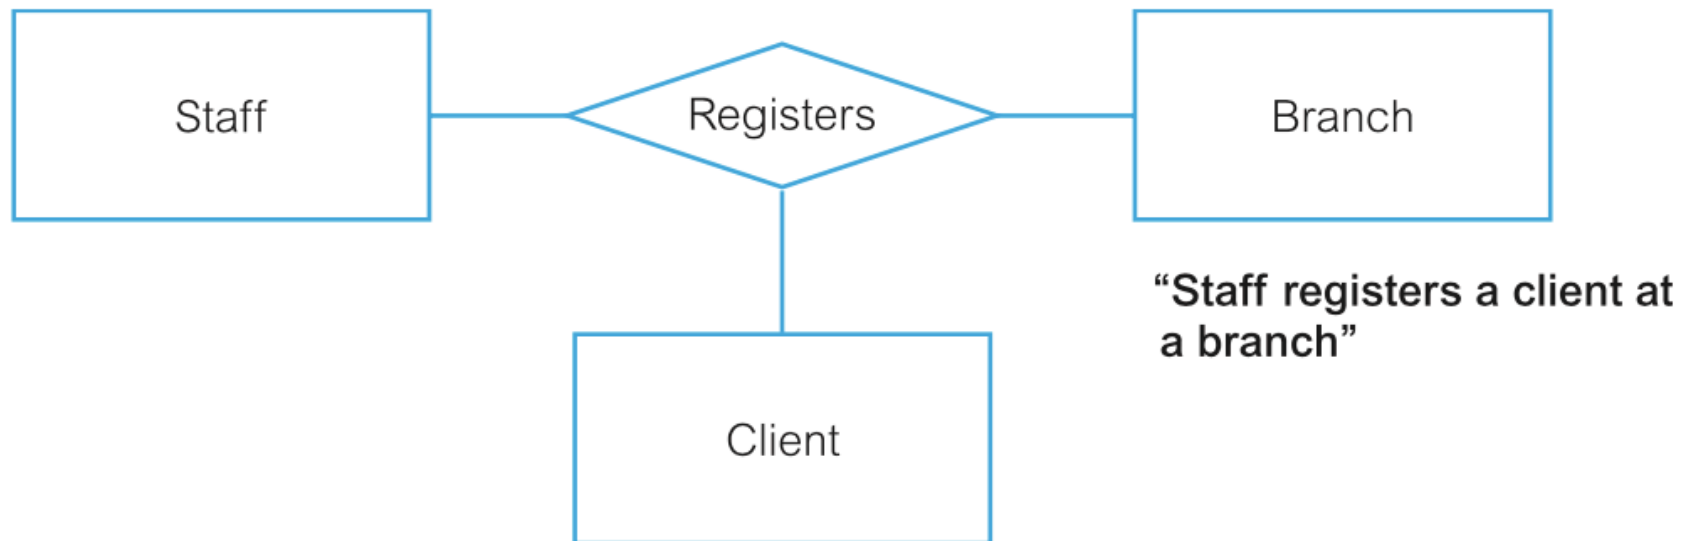 Staff
Registers
Branch
“Staff registers a client at
a branch”
Client